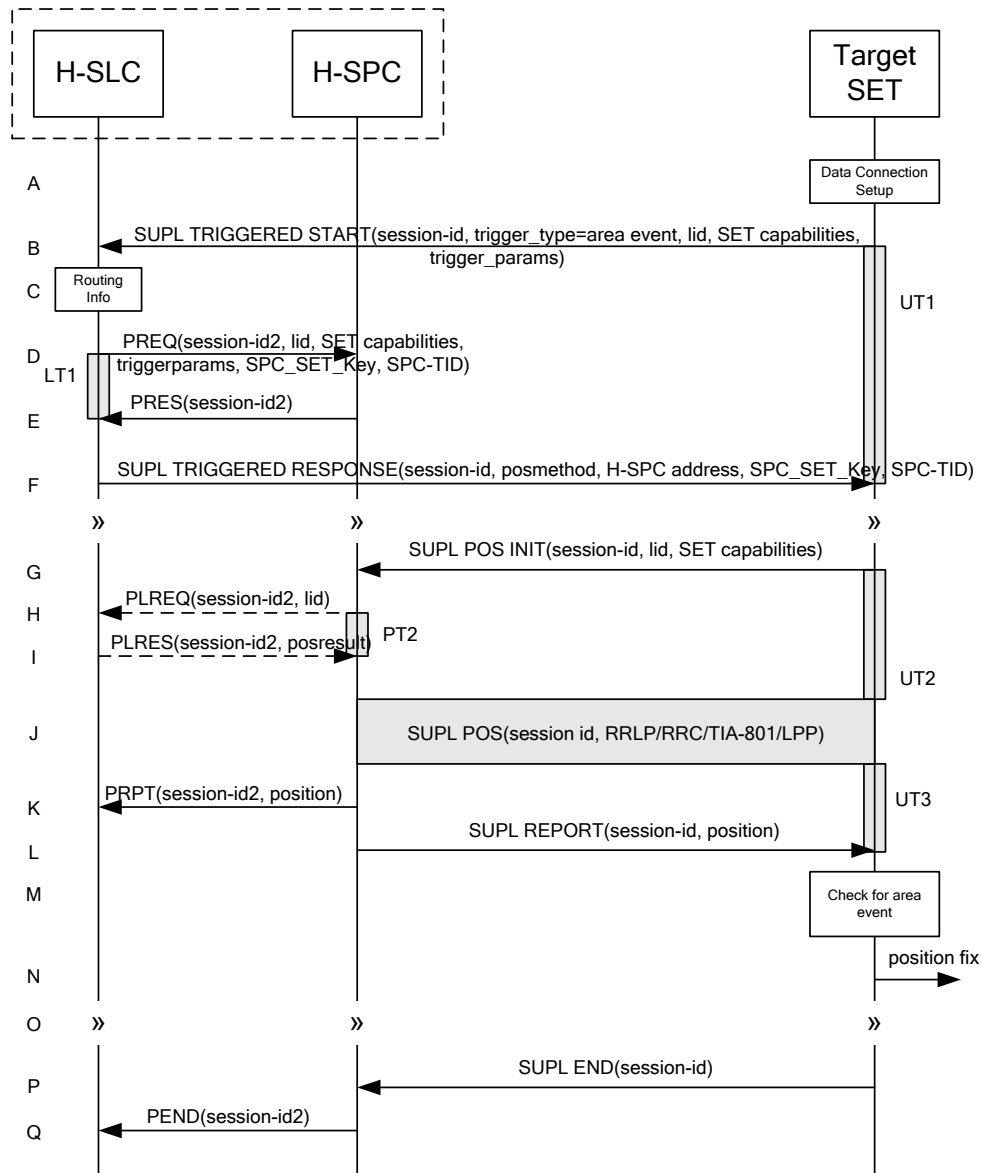 H-SLC
H-SPC
Target
SET
A
Data Connection
Setup
B
SUPL TRIGGERED START(session-id, trigger_type=area event, lid, SET capabilities,
trigger_params)
C
Routing
Info
UT1
D
PREQ(session-id2, lid, SET capabilities,
triggerparams, SPC_SET_Key, SPC-TID)
LT1
E
PRES(session-id2)
F
SUPL TRIGGERED RESPONSE(session-id, posmethod, H-SPC address, SPC_SET_Key, SPC-TID)
» » »
G
SUPL POS INIT(session-id, lid, SET capabilities)
H
PLREQ(session-id2, lid)
PT2
I
PLRES(session-id2, posresult)
UT2
J
SUPL POS(session id, RRLP/RRC/TIA-801/LPP)
K
PRPT(session-id2, position)
UT3
L
SUPL REPORT(session-id, position)
M
Check for area
event
N
position fix
O
» » »
P
SUPL END(session-id)
Q
PEND(session-id2)